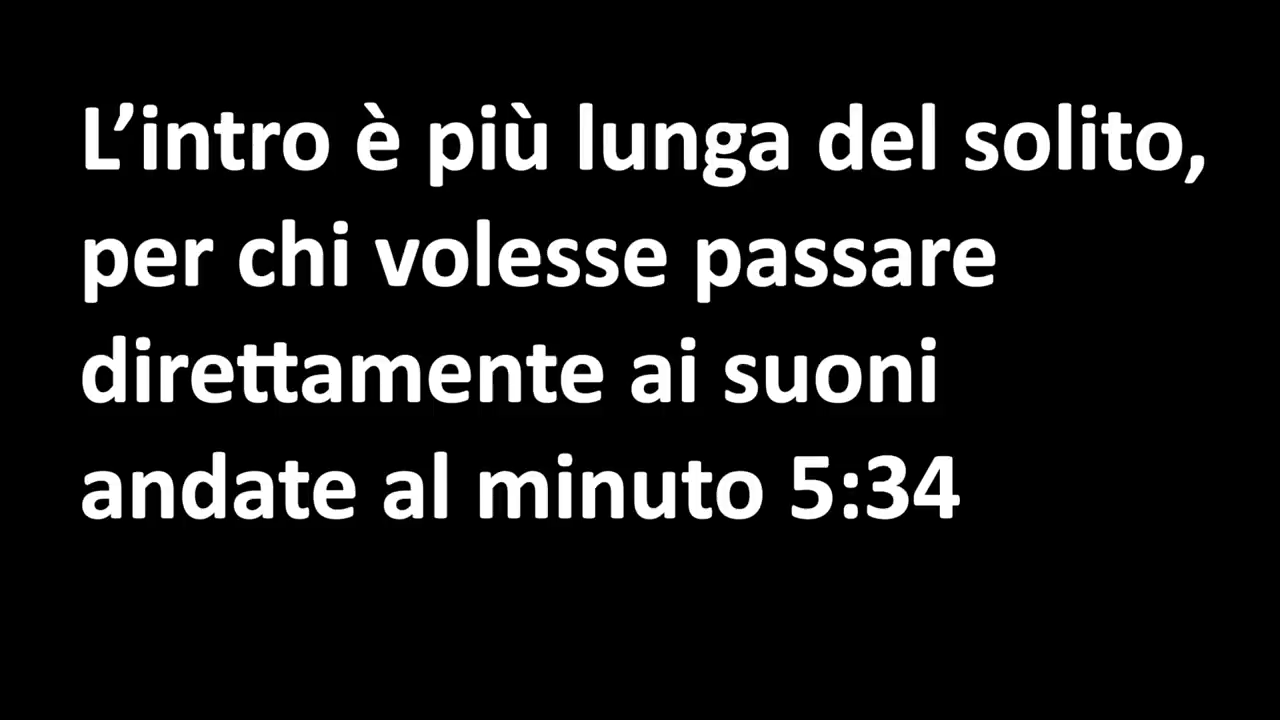 L’intro è più lunga del solito,
per chi volesse passare
direttamente ai suoni
andate al minuto 5:34